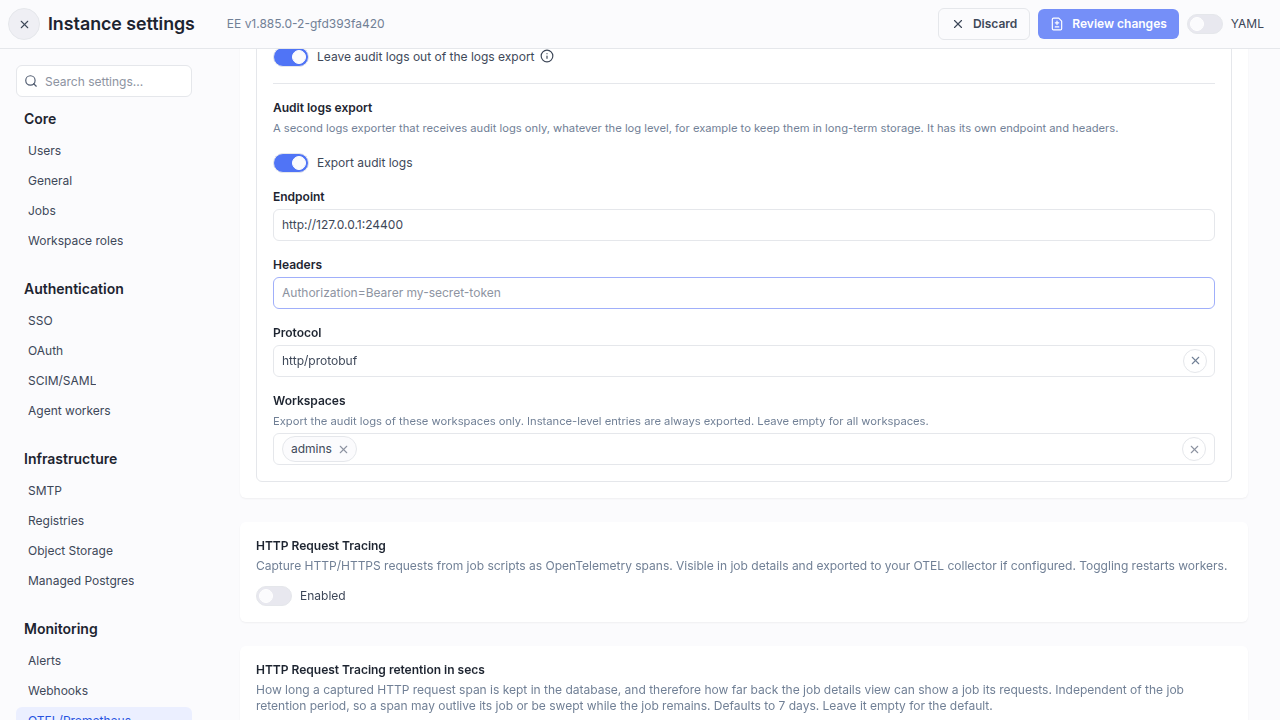 Instance settings
EE v1.885.0-2-gfd393fa420
Discard
Review changes
YAML
Search settings...
Core
Users
General
Jobs
Workspace roles
Authentication
SSO
OAuth
SCIM/SAML
Agent workers
Infrastructure
SMTP
Registries
Object Storage
Managed Postgres
Monitoring
Alerts
Webhooks
OTEL/Prometheus
Leave audit logs out of the logs export
Audit logs export
A second logs exporter that receives audit logs only, whatever the log level, for example to keep them in long-term storage. It has its own endpoint and headers.
Export audit logs
Endpoint
http://127.0.0.1:24400
Headers
Authorization=Bearer my-secret-token
Protocol
http/protobuf
Workspaces
Export the audit logs of these workspaces only. Instance-level entries are always exported. Leave empty for all workspaces.
admins
HTTP Request Tracing
Capture HTTP/HTTPS requests from job scripts as OpenTelemetry spans. Visible in job details and exported to your OTEL collector if configured. Toggling restarts workers.
Enabled
HTTP Request Tracing retention in secs
How long a captured HTTP request span is kept in the database, and therefore how far back the job details view can show a job its requests. Independent of the job
retention period, so a span may outlive its job or be swept while the job remains. Defaults to 7 days. Leave it empty for the default.